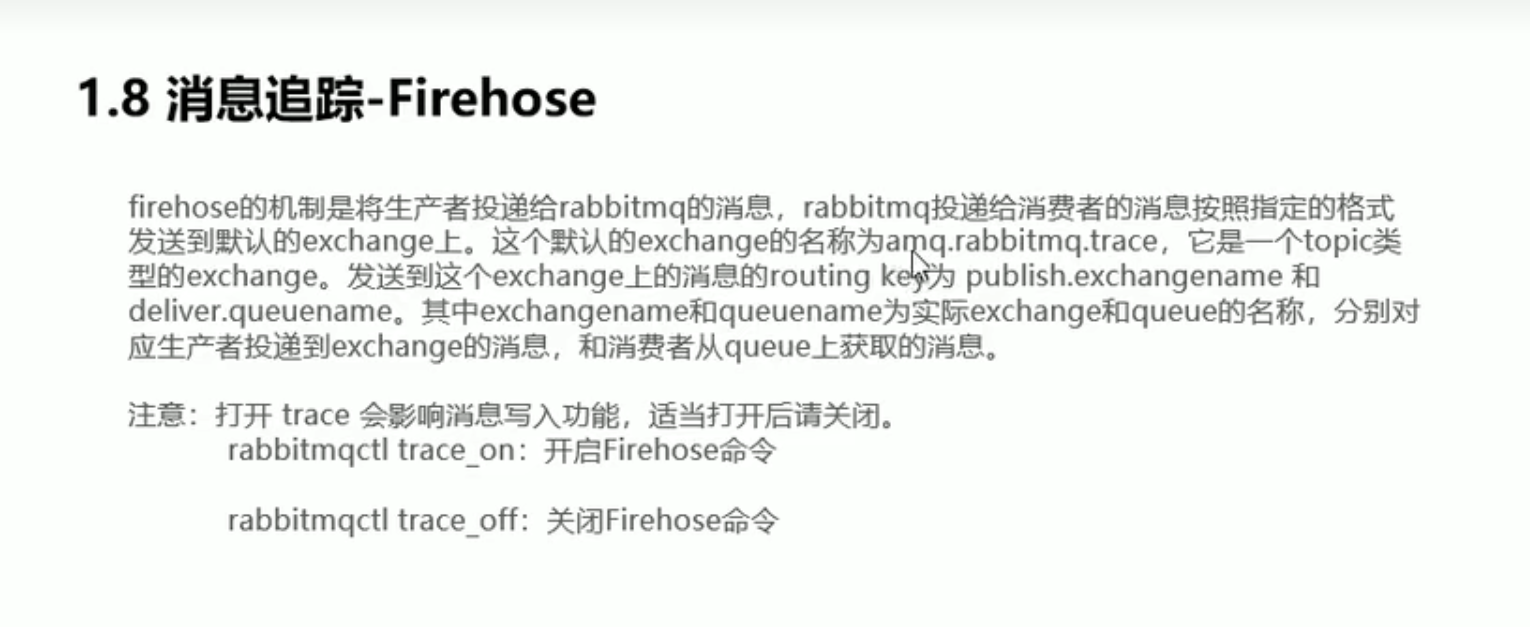 1.8 消息追踪-Firehose
firehose的机制是将生产者投递给rabbitmq的消息，rabbitmq投递给消费者的消息按照指定的格式
发送到默认的exchange上。这个默认的exchange的名称为amq.rabbitmq.trace，它是一个topic类
型的exchange。发送到这个exchange上的消息的routing key为 publish.exchangename 和
deliver.queuename。其中exchangename和queuename为实际exchange和queue的名称，分别对
应生产者投递到exchange的消息，和消费者从queue上获取的消息。
注意：打开 trace 会影响消息写入功能，适当打开后请关闭。
rabbitmqctl trace_on：开启Firehose命令
rabbitmqctl trace_off：关闭Firehose命令